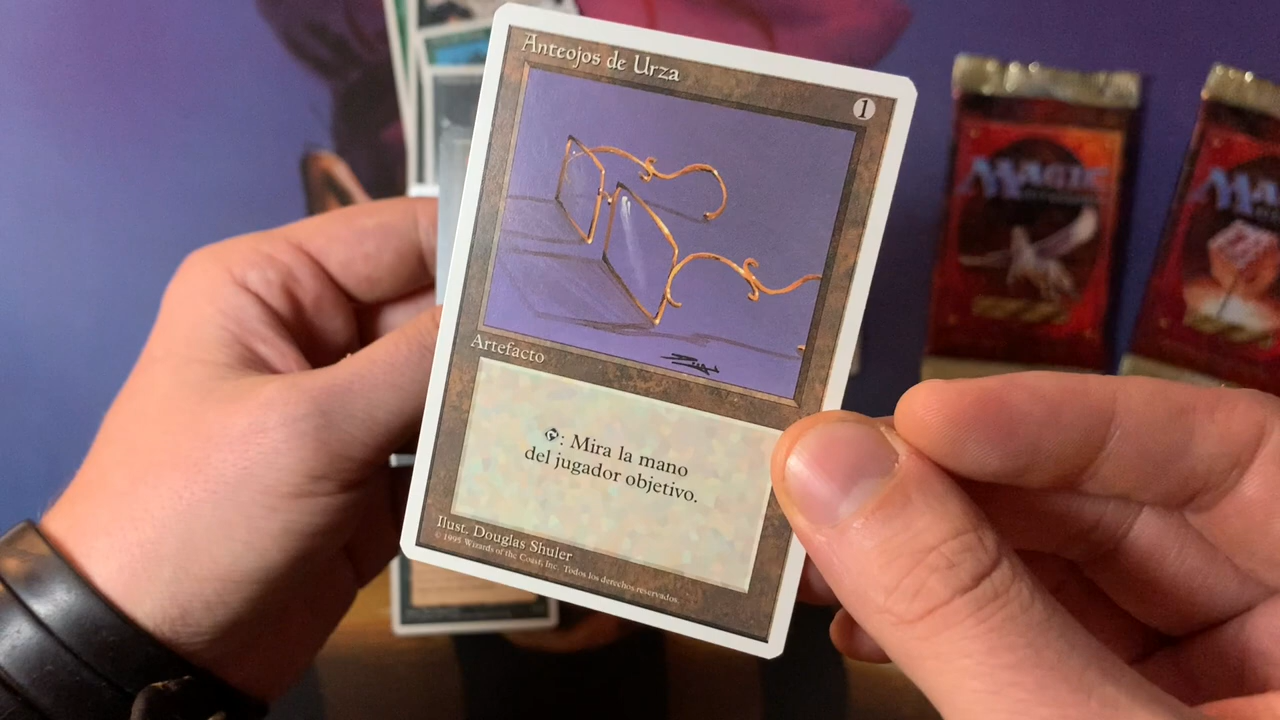 Anteojos de Urza
1
Artefacto
: Mira la mano
del jugador objetivo.
Ilust. Douglas Shuler
© 1995 Wizards of the Coast, Inc. Todos los derechos reservados.
MAGIC
MA